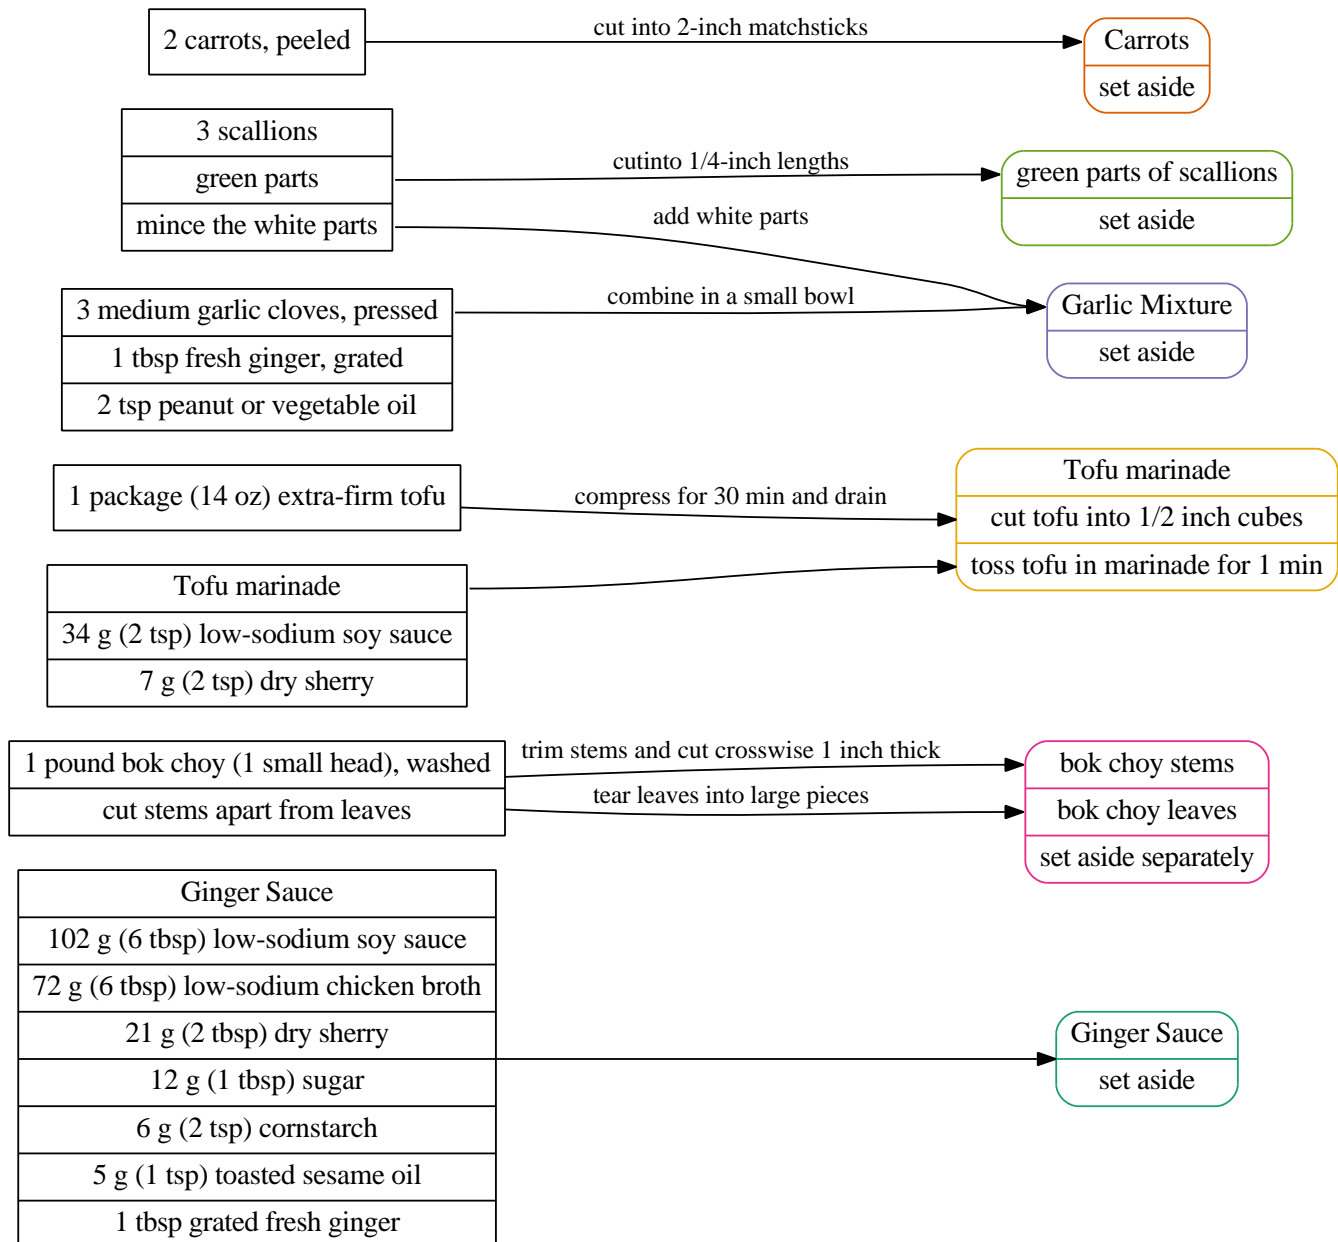 2 carrots, peeled
cut into 2-inch matchsticks
Carrots
set aside
3 scallions
green parts
mince the white parts
cutinto 1/4-inch lengths
green parts of scallions
set aside
add white parts
3 medium garlic cloves, pressed
1 tbsp fresh ginger, grated
2 tsp peanut or vegetable oil
combine in a small bowl
Garlic Mixture
set aside
1 package (14 oz) extra-firm tofu
compress for 30 min and drain
Tofu marinade
cut tofu into 1/2 inch cubes
toss tofu in marinade for 1 min
Tofu marinade
34 g (2 tsp) low-sodium soy sauce
7 g (2 tsp) dry sherry
1 pound bok choy (1 small head), washed
cut stems apart from leaves
trim stems and cut crosswise 1 inch thick
tear leaves into large pieces
bok choy stems
bok choy leaves
set aside separately
Ginger Sauce
102 g (6 tbsp) low-sodium soy sauce
72 g (6 tbsp) low-sodium chicken broth
21 g (2 tbsp) dry sherry
12 g (1 tbsp) sugar
6 g (2 tsp) cornstarch
5 g (1 tsp) toasted sesame oil
1 tbsp grated fresh ginger
Ginger Sauce
set aside